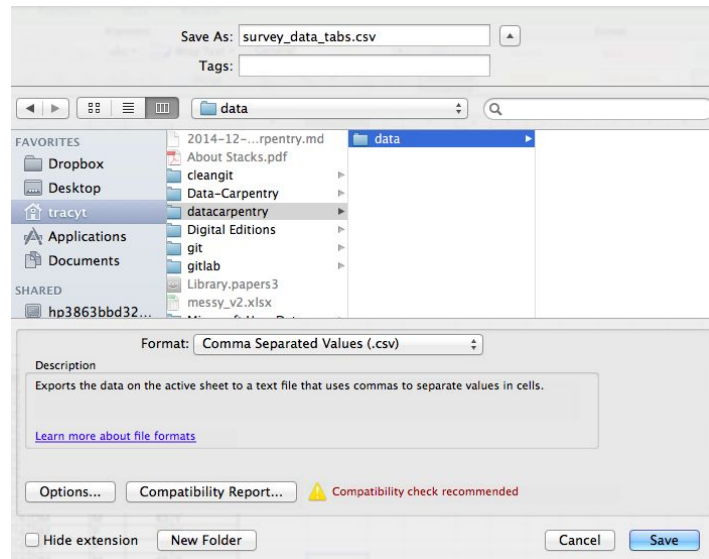 Save As: survey_data_tabs.csv
Tags:
data
FAVORITES
Dropbox
Desktop
tracyt
Applications
Documents
SHARED
hp3863bbd32...
2014-12-...rpentry.md
About Stacks.pdf
cleangit
Data-Carpentry
datacarpentry
Digital Editions
git
gitlab
Library.papers3
messy_v2.xlsx
data
Format: Comma Separated Values (.csv)
Description
Exports the data on the active sheet to a text file that uses commas to separate values in cells.
Learn more about file formats
Options... Compatibility Report... Compatibility check recommended
Hide extension New Folder Cancel Save